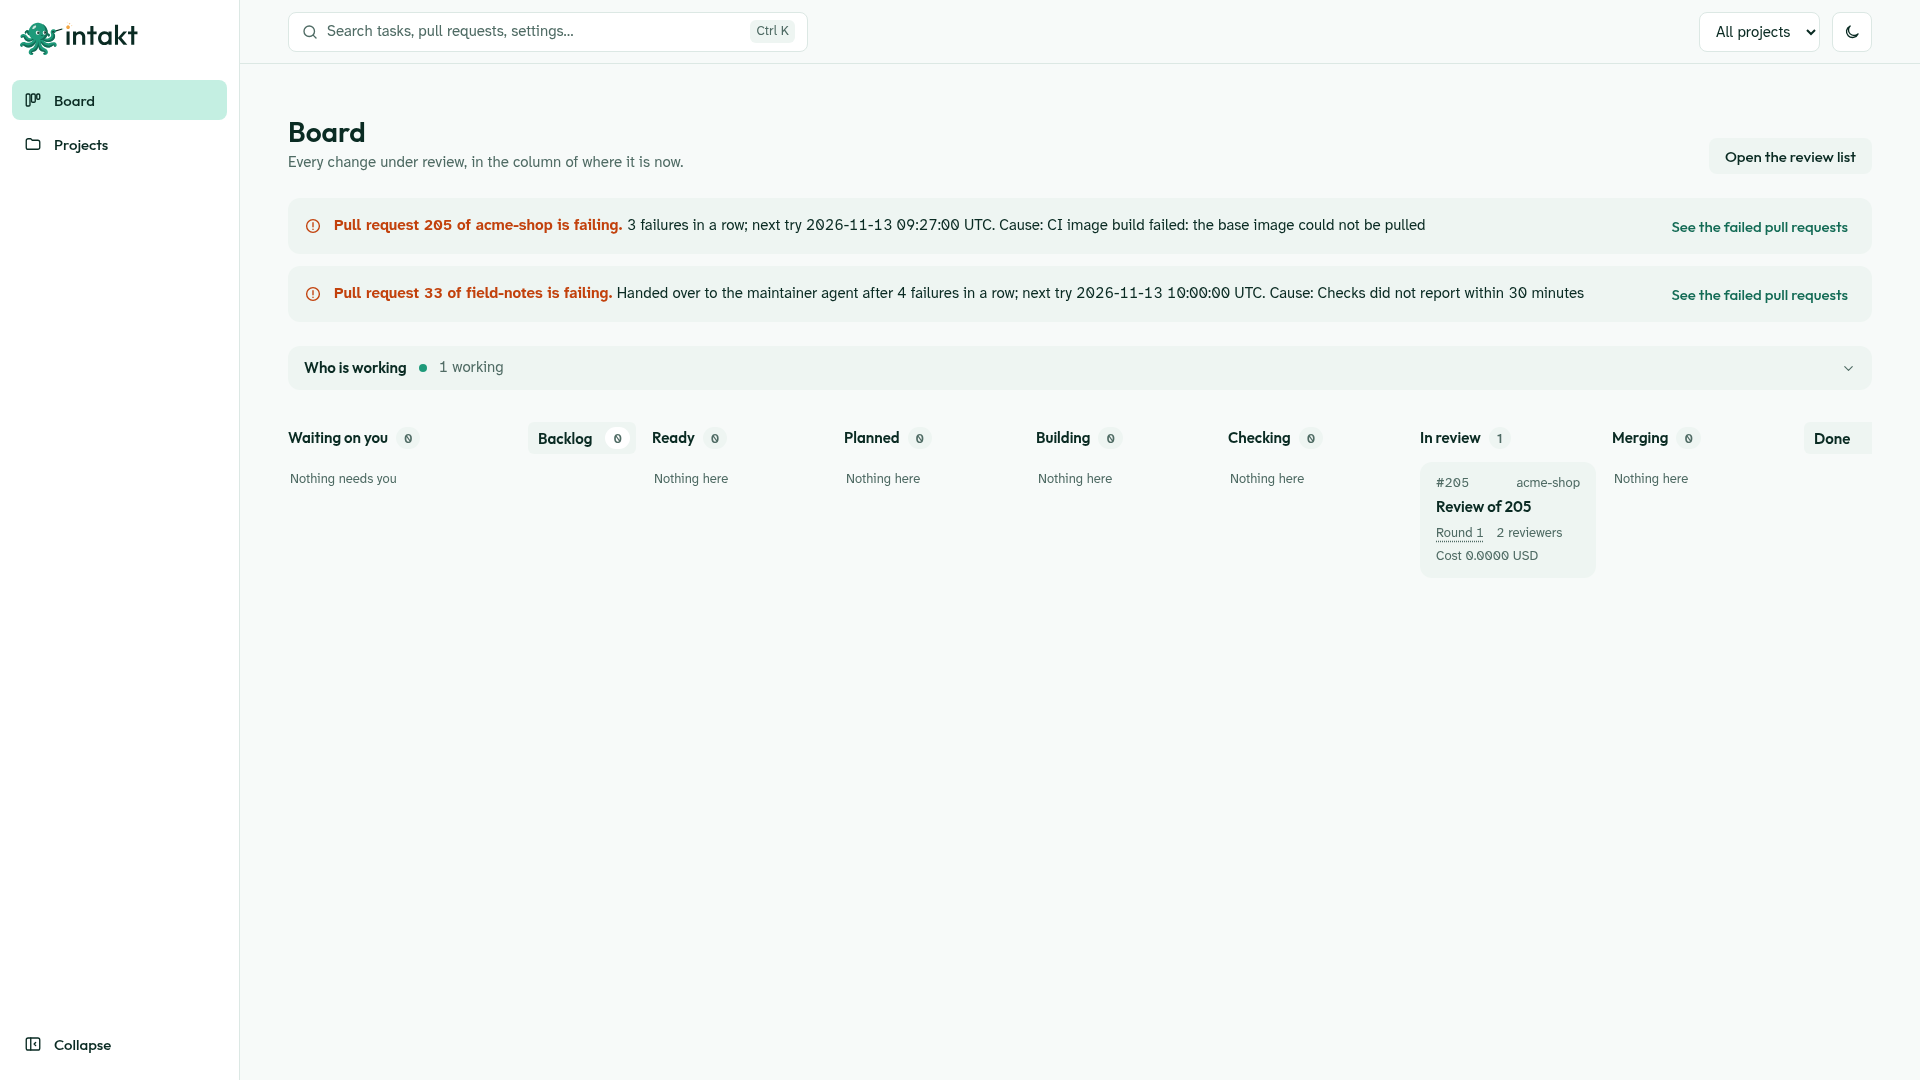 intakt
Search tasks, pull requests, settings...
Ctrl K
All projects
Board
Projects
Board
Every change under review, in the column of where it is now.
Open the review list
Pull request 205 of acme-shop is failing. 3 failures in a row; next try 2026-11-13 09:27:00 UTC. Cause: CI image build failed: the base image could not be pulled
See the failed pull requests
Pull request 33 of field-notes is failing. Handed over to the maintainer agent after 4 failures in a row; next try 2026-11-13 10:00:00 UTC. Cause: Checks did not report within 30 minutes
See the failed pull requests
Who is working 1 working
Waiting on you 0
Nothing needs you
Backlog 0
Ready 0
Nothing here
Planned 0
Nothing here
Building 0
Nothing here
Checking 0
Nothing here
In review 1
#205 acme-shop
Review of 205
Round 1 2 reviewers
Cost 0.0000 USD
Merging 0
Nothing here
Done
Collapse